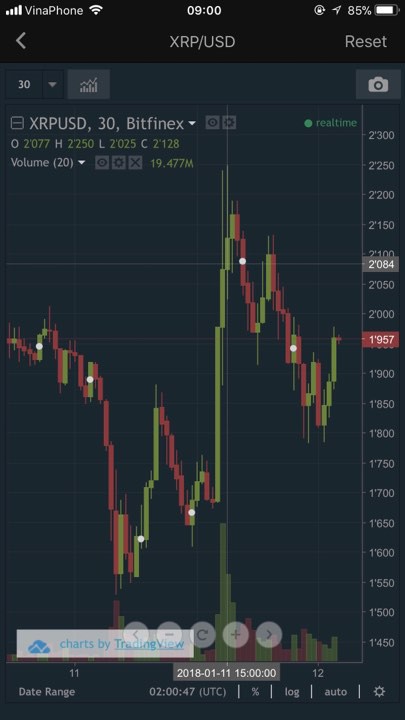 VinaPhone 09:00 85%
XRP/USD Reset
30
XRPUSD, 30, Bitfinex realtime
O 2'077 H 2'250 L 2'025 C 2'128
Volume (20) 19.477M
2'300
2'250
2'200
2'150
2'100
2'084
2'050
2'000
1'957
1'900
1'850
1'800
1'750
1'700
1'650
1'600
1'550
1'500
1'450
charts by TradingView
11 2018-01-11 15:00:00 12
Date Range 02:00:47 (UTC) % log auto